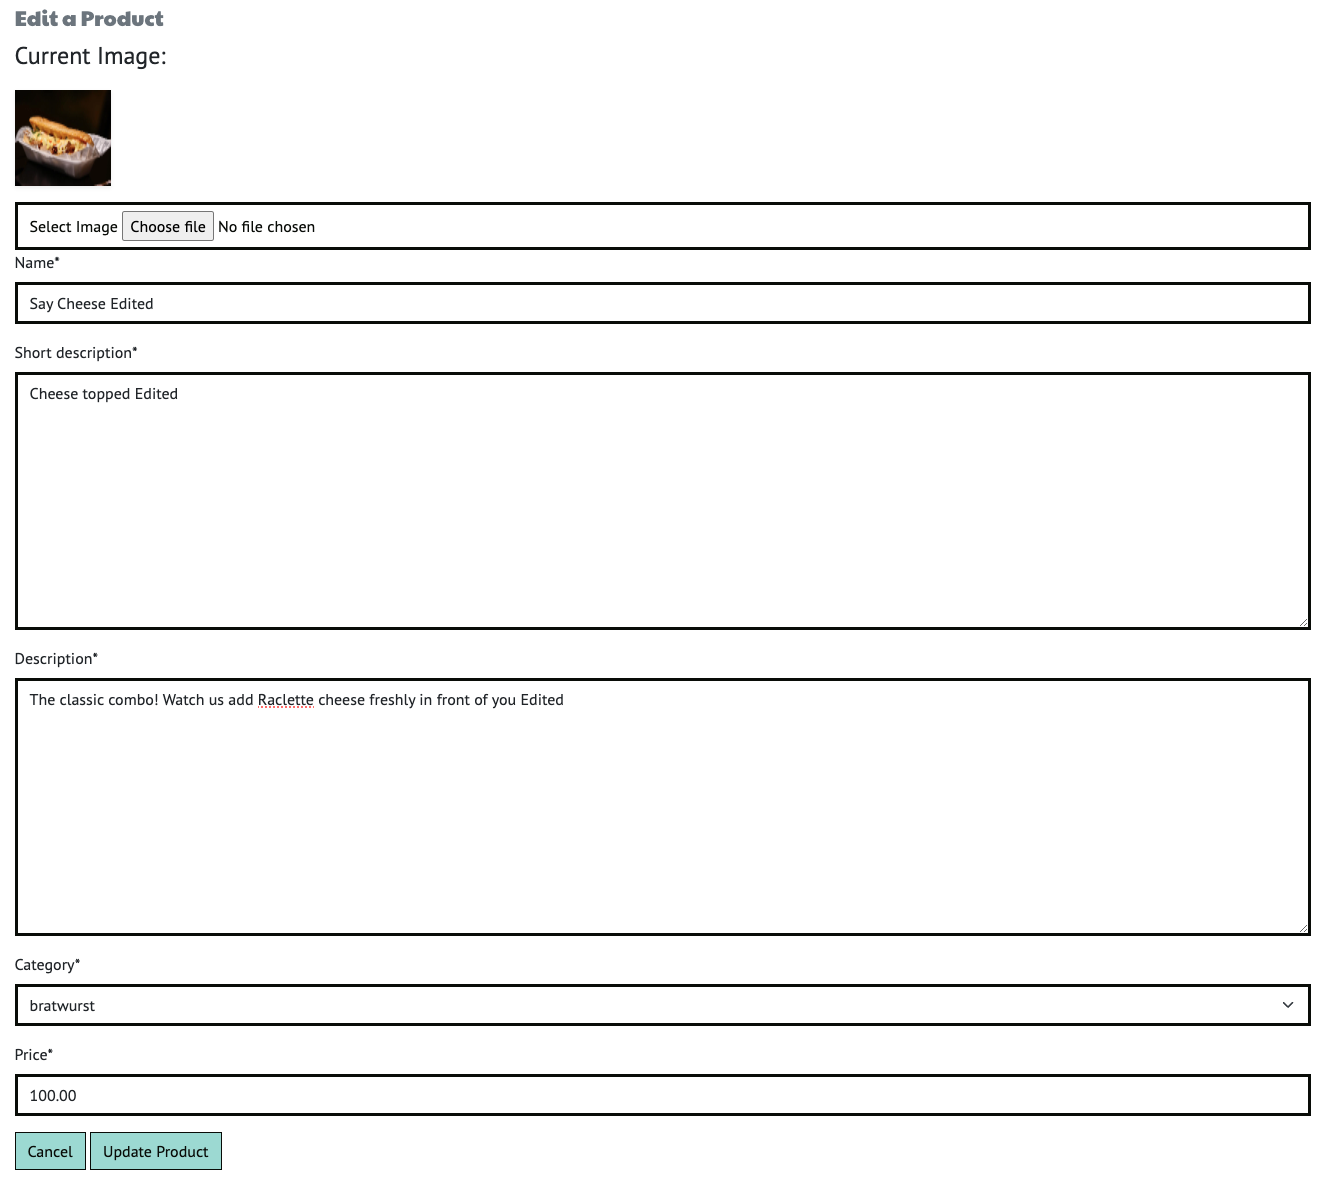 Edit a Product
Current Image:
Select Image Choose file No file chosen
Name*
Say Cheese Edited
Short description*
Cheese topped Edited
Description*
The classic combo! Watch us add Raclette cheese freshly in front of you Edited
Category*
bratwurst
Price*
100.00
Cancel Update Product